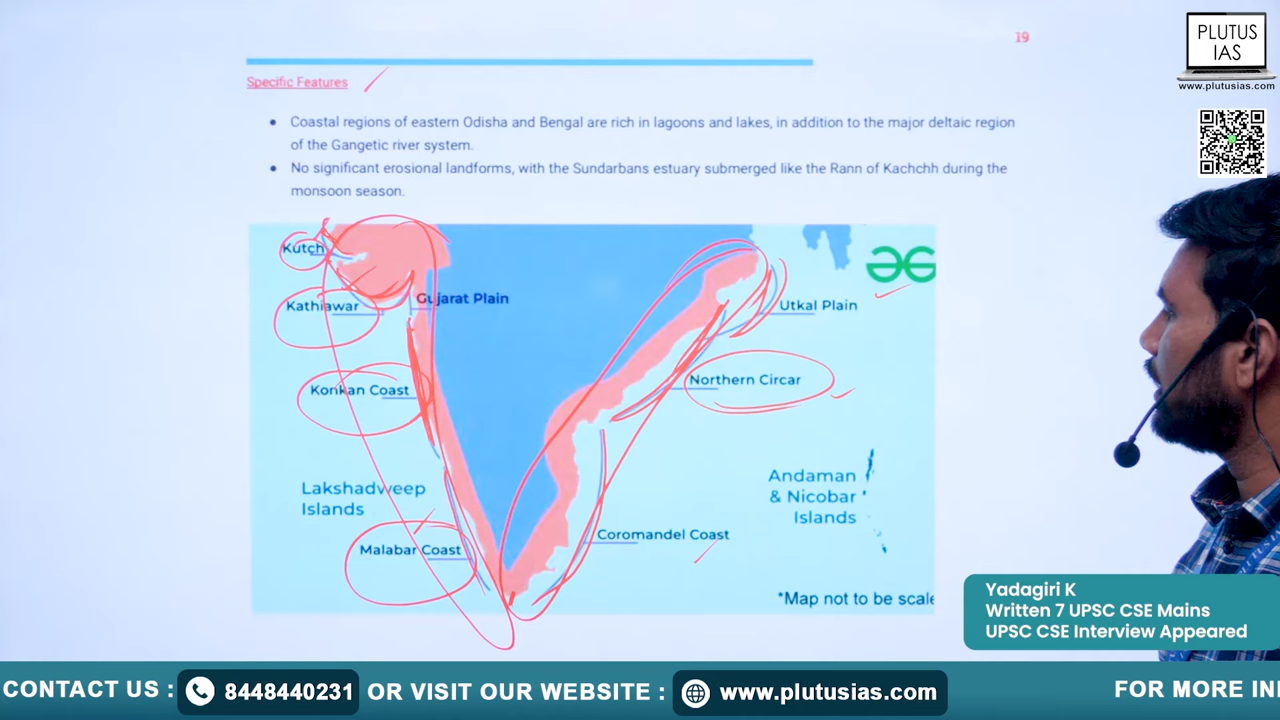 19
PLUTUS
IAS
www.plutusias.com
Specific Features
Coastal regions of eastern Odisha and Bengal are rich in lagoons and lakes, in addition to the major deltaic region
of the Gangetic river system.
No significant erosional landforms, with the Sundarbans estuary submerged like the Rann of Kachchh during the
monsoon season.
Kutch
Kathiawar
Gujarat Plain
Utkal Plain
Konkan Coast
Northern Circar
Lakshadweep
Islands
Andaman
& Nicobar
Islands
Malabar Coast
Coromandel Coast
*Map not to be scale
Yadagiri K
Written 7 UPSC CSE Mains
UPSC CSE Interview Appeared
CONTACT US : 8448440231 OR VISIT OUR WEBSITE : www.plutusias.com
FOR MORE IN